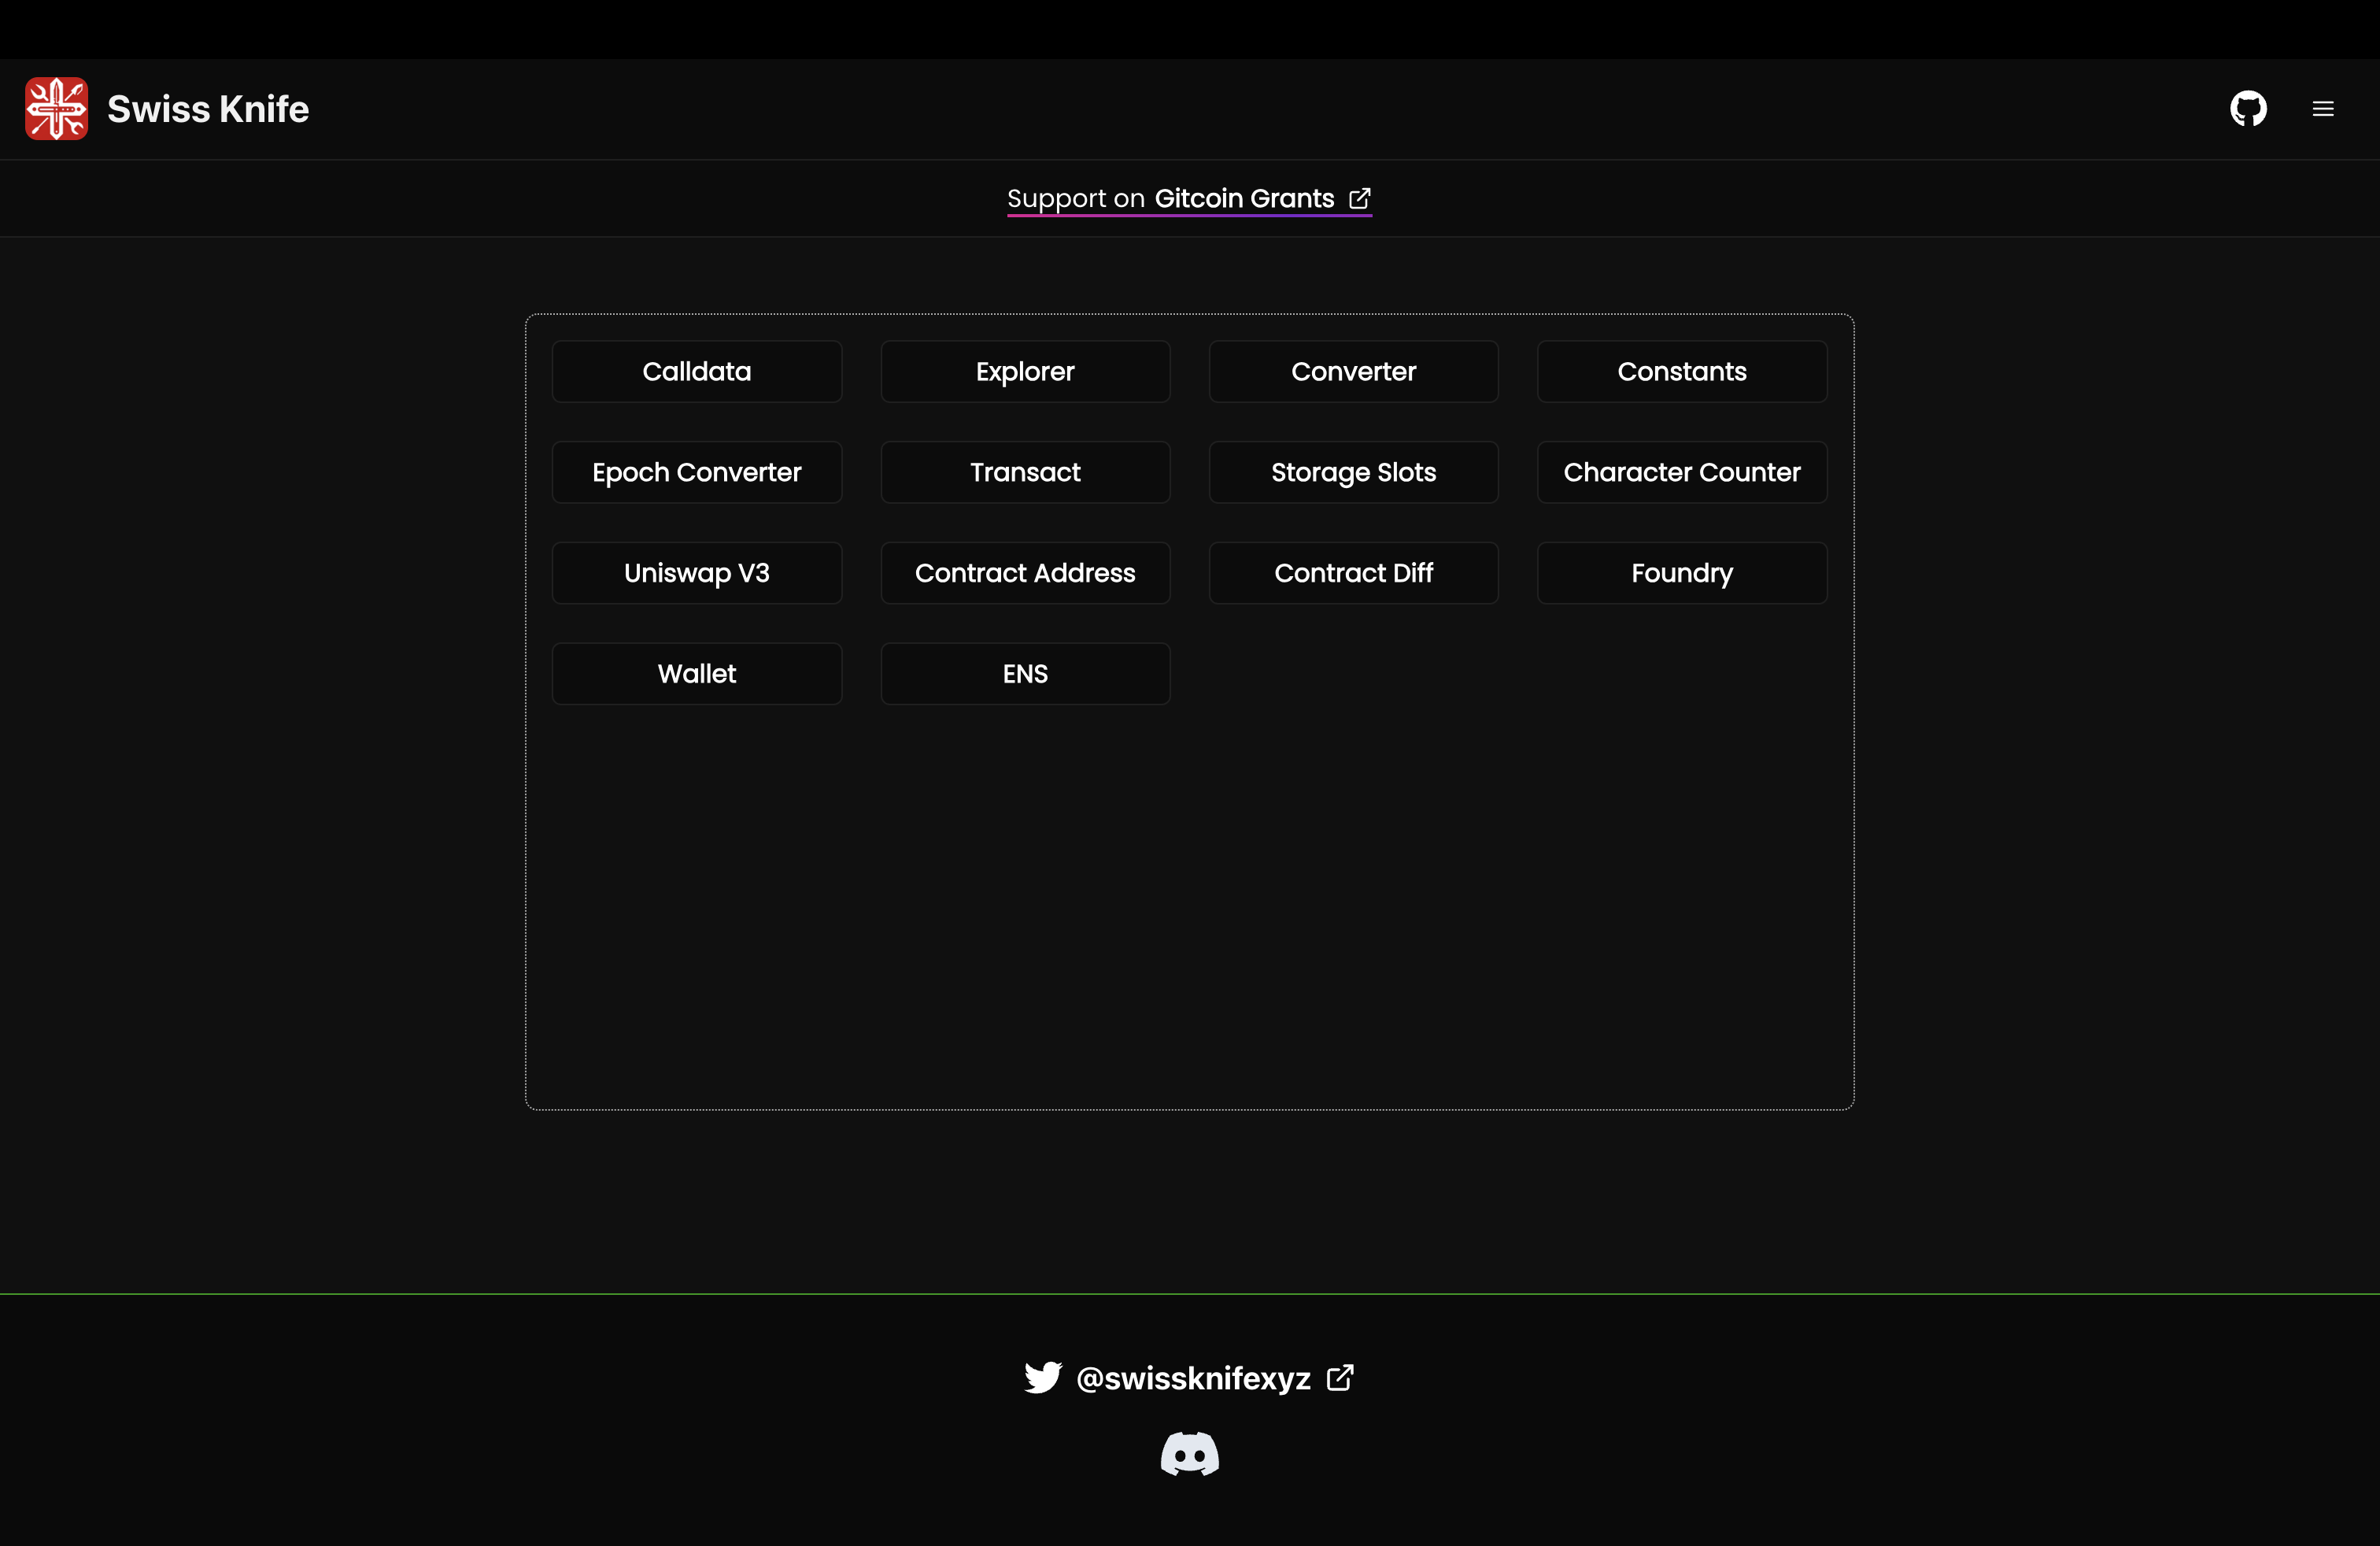 Swiss Knife
Support on Gitcoin Grants
Calldata
Explorer
Converter
Constants
Epoch Converter
Transact
Storage Slots
Character Counter
Uniswap V3
Contract Address
Contract Diff
Foundry
Wallet
ENS
@swissknifexyz